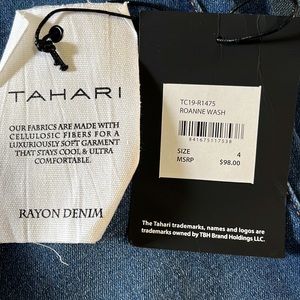 TAHARI
OUR FABRICS ARE MADE WITH
CELLULOSIC FIBERS FOR A
LUXURIOUSLY SOFT GARMENT
THAT STAYS COOL & ULTRA
COMFORTABLE.
RAYON DENIM
TC19-R1475
ROANNE WASH
841675117538
SIZE 4
MSRP $98.00
The Tahari trademarks, names and logos are
trademarks owned by TBH Brand Holdings LLC.